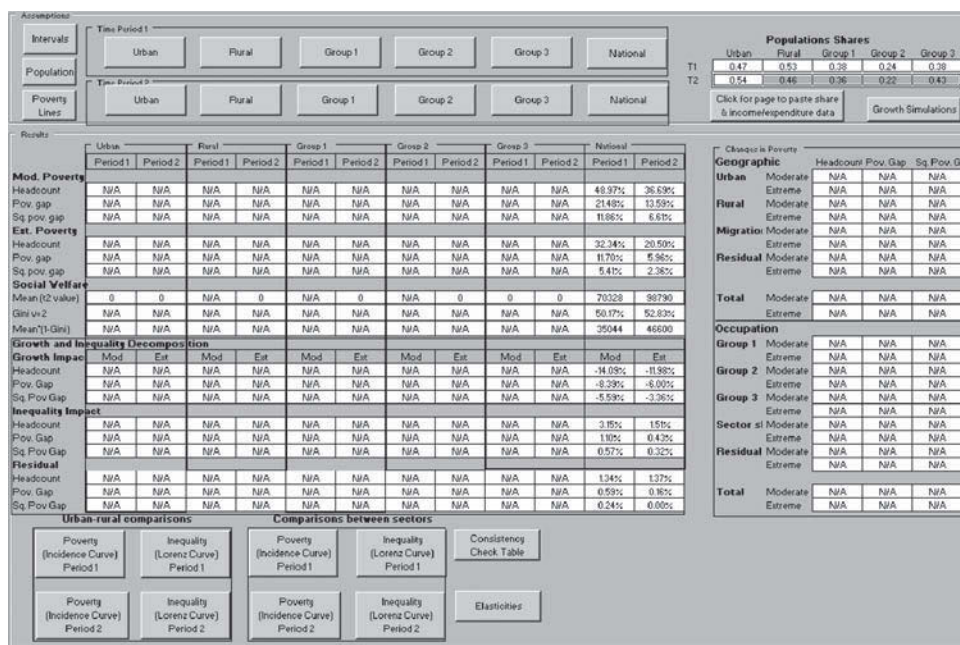 Assumptions
Intervals
Population
Poverty Lines
Time Period 1
Urban Rural Group 1 Group 2 Group 3 National
Time Period 2
Urban Rural Group 1 Group 2 Group 3 National
Populations Shares
Urban Rural Group 1 Group 2 Group 3
T1 0.47 0.53 0.38 0.24 0.38
T2 0.54 0.46 0.36 0.22 0.43
Click for page to paste share & income/expenditure data
Growth Simulations
Results
Urban Rural Group 1 Group 2 Group 3 National
Period 1 Period 2 Period 1 Period 2 Period 1 Period 2 Period 1 Period 2 Period 1 Period 2 Period 1 Period 2
Mod. Poverty
Headcount N/A N/A N/A N/A N/A N/A N/A N/A N/A N/A 48.97% 36.69%
Pov. gap N/A N/A N/A N/A N/A N/A N/A N/A N/A N/A 21.48% 13.59%
Sq. pov. gap N/A N/A N/A N/A N/A N/A N/A N/A N/A N/A 11.86% 6.61%
Ext. Poverty
Headcount N/A N/A N/A N/A N/A N/A N/A N/A N/A N/A 32.34% 20.50%
Pov. gap N/A N/A N/A N/A N/A N/A N/A N/A N/A N/A 11.70% 5.96%
Sq. pov. gap N/A N/A N/A N/A N/A N/A N/A N/A N/A N/A 5.41% 2.36%
Social Welfare
Mean (t2 value) 0 0 N/A 0 N/A 0 N/A 0 0 0 70328 98790
Gini v=2 N/A N/A N/A N/A N/A N/A N/A N/A N/A N/A 50.17% 52.83%
Mean*(1-Gini) N/A N/A N/A N/A N/A N/A N/A N/A N/A N/A 35044 46600
Growth and Inequality Decomposition
Growth Impac Mod Ext Mod Ext Mod Ext Mod Ext Mod Ext Mod Ext
Headcount N/A N/A N/A N/A N/A N/A N/A N/A N/A N/A -14.09% -11.98%
Pov. Gap N/A N/A N/A N/A N/A N/A N/A N/A N/A N/A -8.39% -6.00%
Sq. Pov Gap N/A N/A N/A N/A N/A N/A N/A N/A N/A N/A -5.59% -3.36%
Inequality Impact
Headcount N/A N/A N/A N/A N/A N/A N/A N/A N/A N/A 3.15% 1.51%
Pov. Gap N/A N/A N/A N/A N/A N/A N/A N/A N/A N/A 1.10% 0.43%
Sq. Pov Gap N/A N/A N/A N/A N/A N/A N/A N/A N/A N/A 0.57% 0.32%
Residual
Headcount N/A N/A N/A N/A N/A N/A N/A N/A N/A N/A 1.34% 1.37%
Pov. Gap N/A N/A N/A N/A N/A N/A N/A N/A N/A N/A 0.59% 0.16%
Sq. Pov Gap N/A N/A N/A N/A N/A N/A N/A N/A N/A N/A 0.24% 0.00%
Changes in Poverty
Geographic Headcount Pov. Gap Sq. Pov. G
Urban Moderate N/A N/A N/A
Extreme N/A N/A N/A
Rural Moderate N/A N/A N/A
Extreme N/A N/A N/A
Migration Moderate N/A N/A N/A
Extreme N/A N/A N/A
Residual Moderate N/A N/A N/A
Extreme N/A N/A N/A
Total Moderate N/A N/A N/A
Extreme N/A N/A N/A
Occupation
Group 1 Moderate N/A N/A N/A
Extreme N/A N/A N/A
Group 2 Moderate N/A N/A N/A
Extreme N/A N/A N/A
Group 3 Moderate N/A N/A N/A
Extreme N/A N/A N/A
Sector sl Moderate N/A N/A N/A
Extreme N/A N/A N/A
Residual Moderate N/A N/A N/A
Extreme N/A N/A N/A
Total Moderate N/A N/A N/A
Extreme N/A N/A N/A
Urban-rural comparisons
Poverty (Incidence Curve) Period 1
Inequality (Lorenz Curve) Period 1
Poverty (Incidence Curve) Period 2
Inequality (Lorenz Curve) Period 2
Comparisons between sectors
Poverty (Incidence Curve) Period 1
Inequality (Lorenz Curve) Period 1
Poverty (Incidence Curve) Period 2
Inequality (Lorenz Curve) Period 2
Consistency Check Table
Elasticities